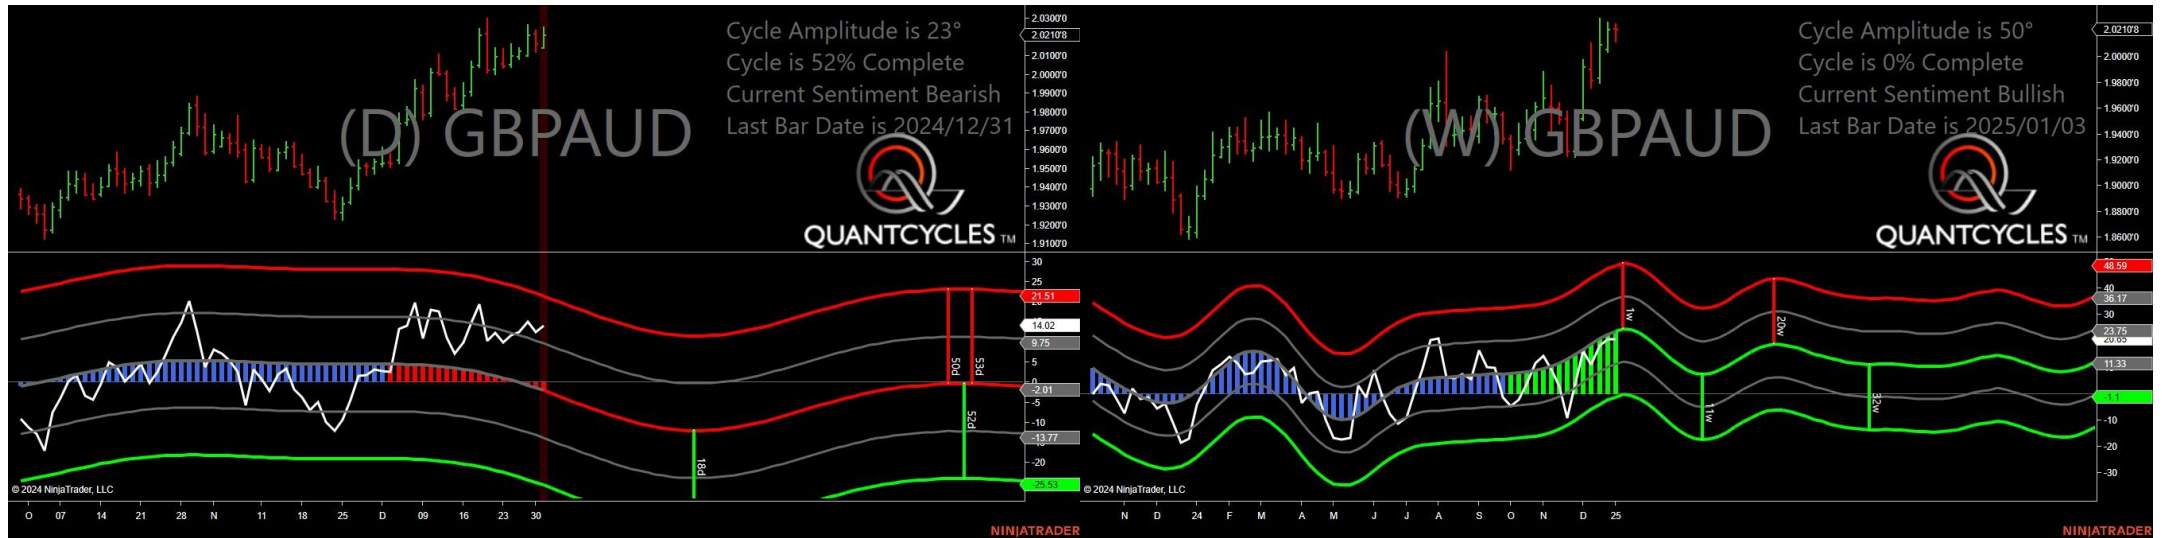 Cycle Amplitude is 23°
Cycle is 52% Complete
Current Sentiment Bearish
Last Bar Date is 2024/12/31
(D) GBPAUD
QUANTCYCLES TM
2.0300'0
2.0210'8
2.0100'0
2.0000'0
1.9900'0
1.9800'0
1.9700'0
1.9600'0
1.9500'0
1.9400'0
1.9300'0
1.9200'0
1.9100'0
30
25
21.51
14.02
9.75
5
0
-2.01
-5
-10
-13.77
-20
-25.53
50d
53d
52d
18d
© 2024 NinjaTrader, LLC
O 07 14 21 28 N 11 18 25 D 09 16 23 30
NINJATRADER
Cycle Amplitude is 50°
Cycle is 0% Complete
Current Sentiment Bullish
Last Bar Date is 2025/01/03
(W) GBPAUD
QUANTCYCLES TM
2.0210'8
2.0000'0
1.9800'0
1.9600'0
1.9400'0
1.9200'0
1.9000'0
1.8800'0
1.8600'0
48.59
40
36.17
23.75
20.65
11.33
-1.1
-10
-20
-30
1w
20w
11w
32w
© 2024 NinjaTrader, LLC
N D 24 F M A M J J A S O N D 25
NINJATRADER